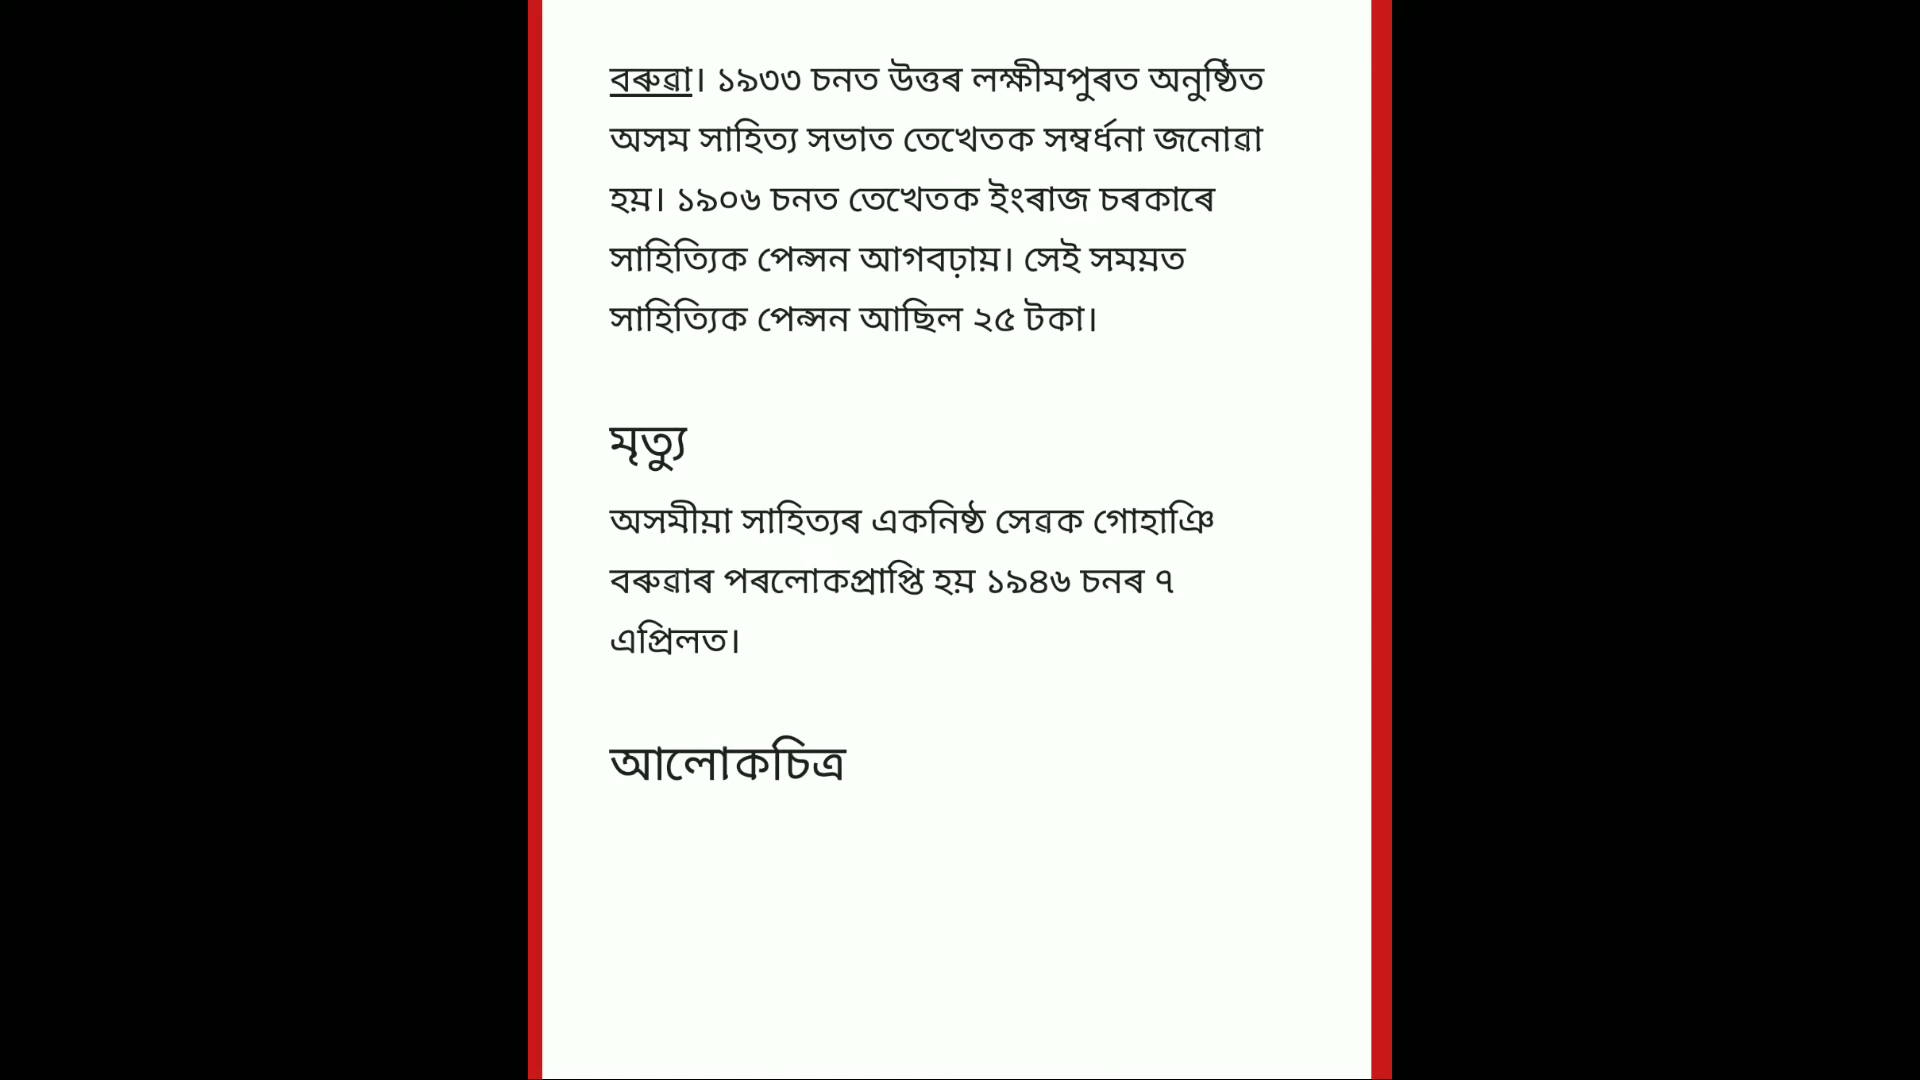 বৰুৱা। ১৯৩৩ চনত উত্তৰ লক্ষীমপুৰত অনুষ্ঠিত
অসম সাহিত্য সভাত তেখেতক সম্বৰ্ধনা জনোৱা
হয়। ১৯০৬ চনত তেখেতক ইংৰাজ চৰকাৰে
সাহিত্যিক পেন্সন আগবঢ়ায়। সেই সময়ত
সাহিত্যিক পেন্সন আছিল ২৫ টকা।
মৃত্যু
অসমীয়া সাহিত্যৰ একনিষ্ঠ সেৱক গোহাঞি
বৰুৱাৰ পৰলোকপ্ৰাপ্তি হয় ১৯৪৬ চনৰ ৭
এপ্ৰিলত।
আলোকচিত্ৰ